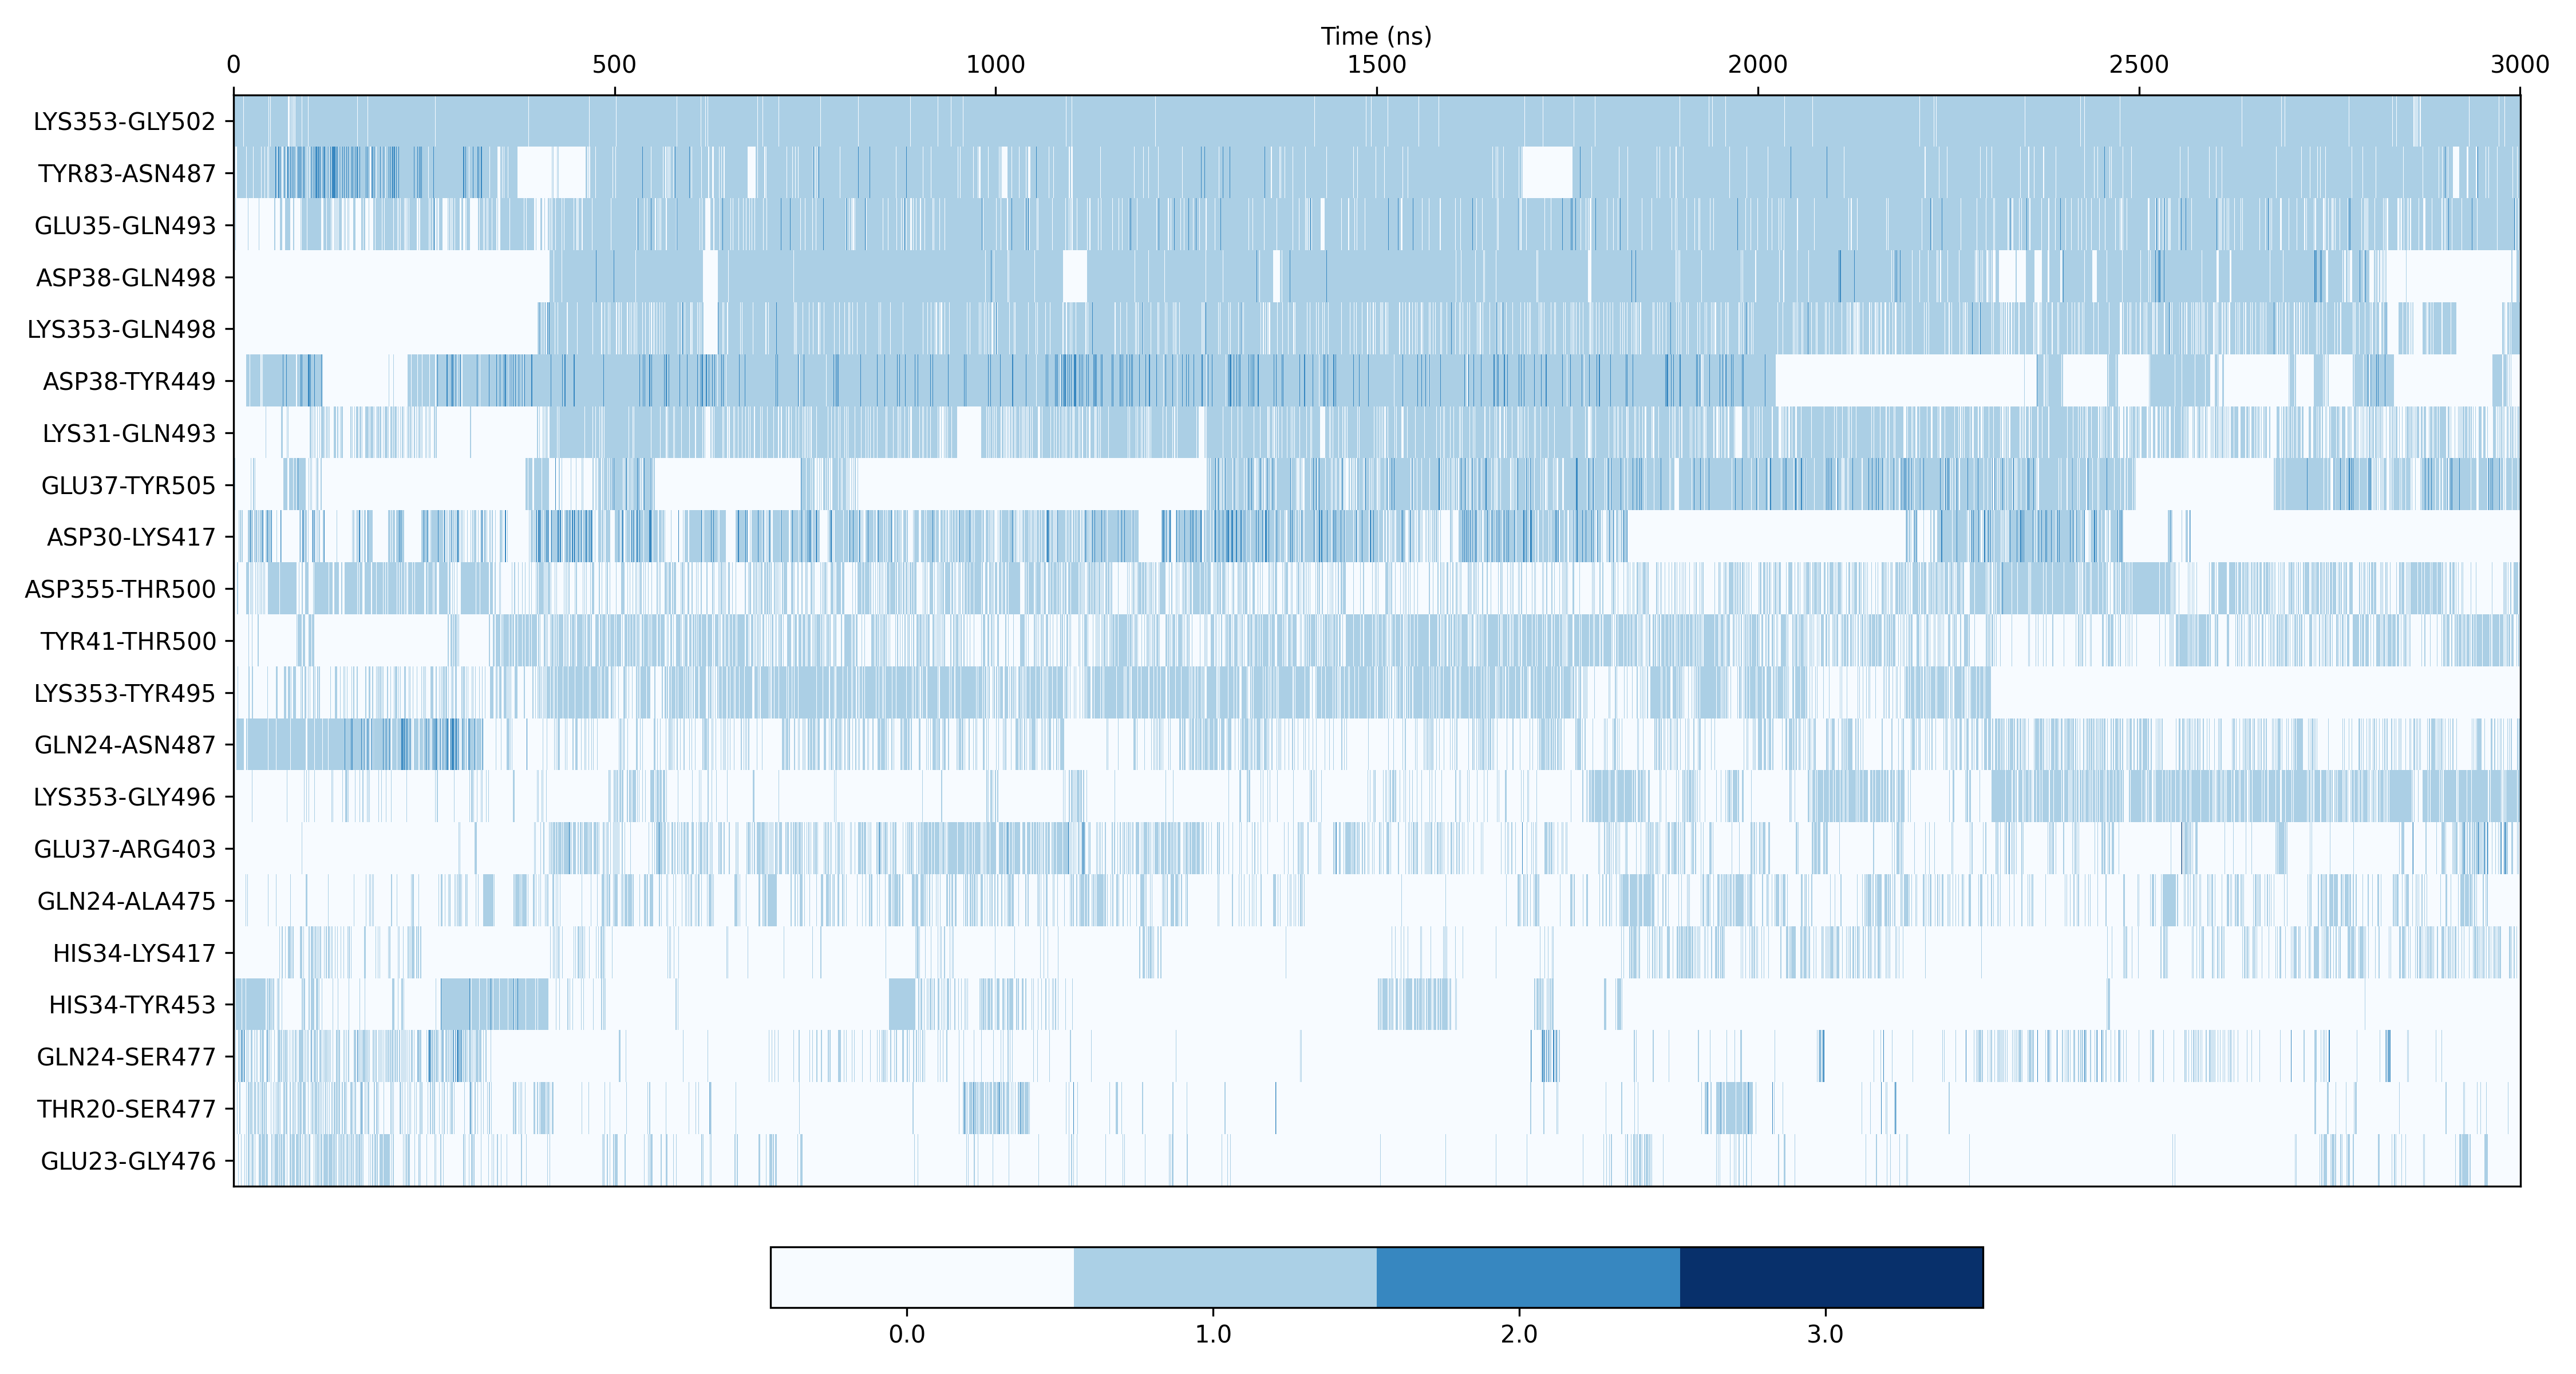 Time (ns)
0 500 1000 1500 2000 2500 3000
LYS353-GLY502
TYR83-ASN487
GLU35-GLN493
ASP38-GLN498
LYS353-GLN498
ASP38-TYR449
LYS31-GLN493
GLU37-TYR505
ASP30-LYS417
ASP355-THR500
TYR41-THR500
LYS353-TYR495
GLN24-ASN487
LYS353-GLY496
GLU37-ARG403
GLN24-ALA475
HIS34-LYS417
HIS34-TYR453
GLN24-SER477
THR20-SER477
GLU23-GLY476
0.0 1.0 2.0 3.0